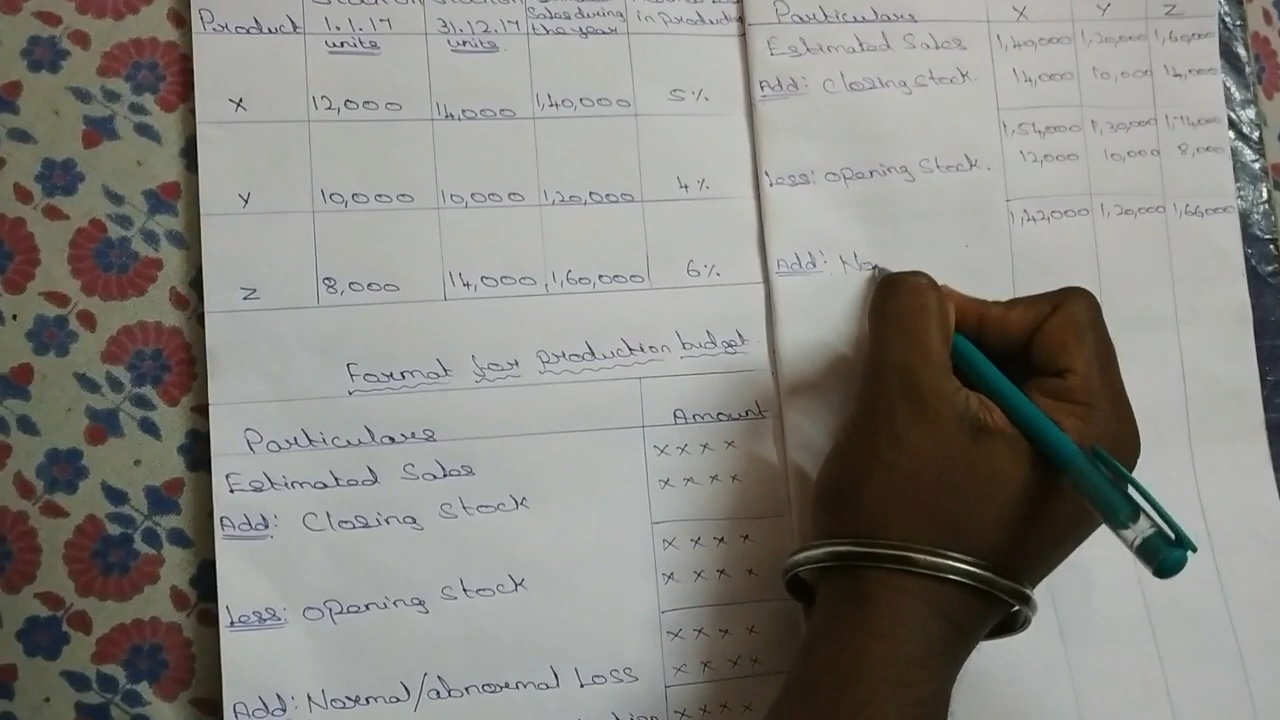 Product
1.1.17
units
31.12.17
units
Sales during
the year
in production
X 12,000 14,000 1,40,000 5%
Y 10,000 10,000 1,20,000 4%
Z 8,000 14,000 1,60,000 6%
Format for production budget
Particulars Amount
Estimated Sales xxxx
Add: Closing Stock xxxx
xxxx
Less: Opening Stock xxxx
xxxx
Add: Normal/abnormal Loss xxxx
xxxx
Particulars X Y Z
Estimated Sales 1,40,000 1,20,000 1,60,000
Add: Closing Stock. 14,000 10,000 14,000
1,54,000 1,30,000 1,74,000
Less: Opening Stock. 12,000 10,000 8,000
1,42,000 1,20,000 1,66,000
Add: No